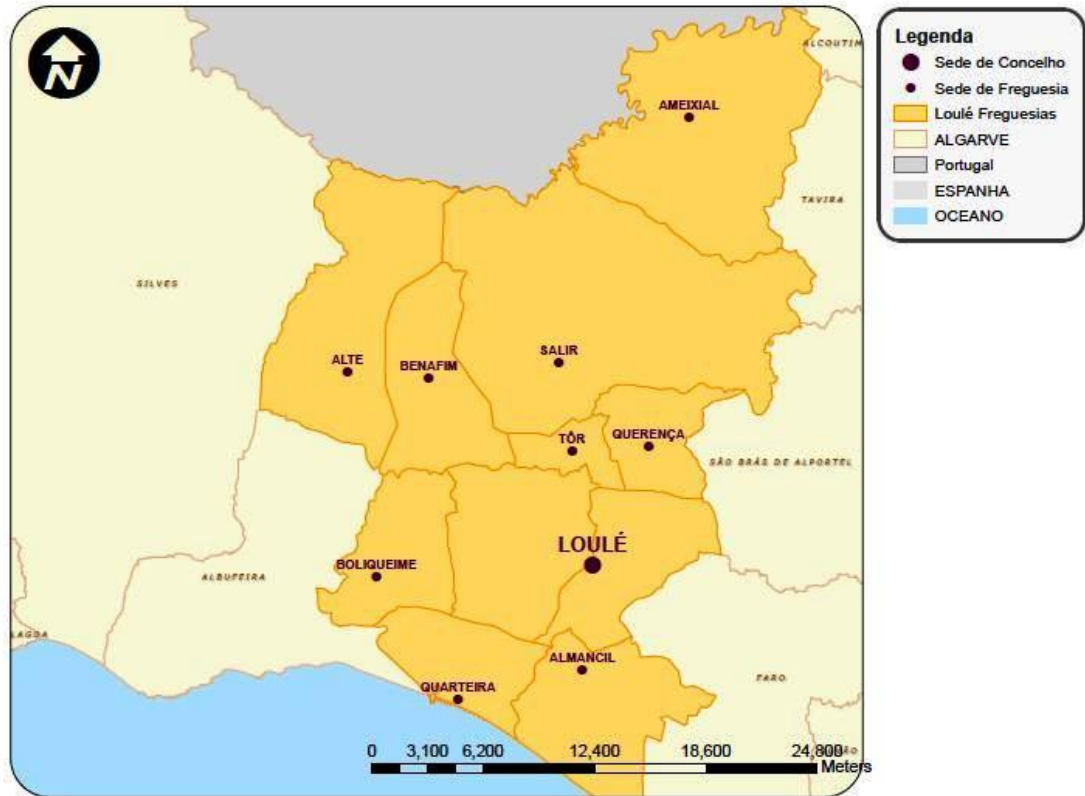 N
ALCOUTIM
AMEIXIAL
TAVIRA
SILVES
ALTE
BENAFIM
SALIR
TÔR
QUERENÇA
SÃO BRÁS DE ALPORTEL
LOULÉ
BOLIQUEIME
ALBUFEIRA
LAGOA
ALMANCIL
QUARTEIRA
FARO
0 3,100 6,200 12,400 18,600 24,800
Meters
Legenda
Sede de Concelho
Sede de Freguesia
Loulé Freguesias
ALGARVE
Portugal
ESPANHA
OCEANO